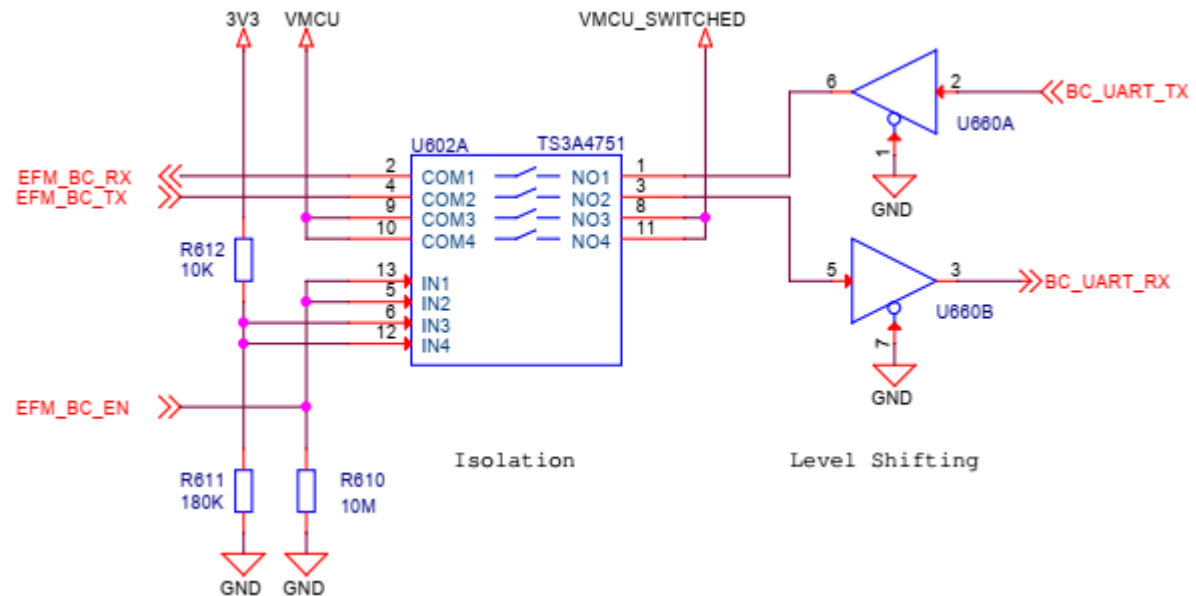 3V3 VMCU VMCU_SWITCHED
6 2 BC_UART_TX
U660A
1
GND
U602A TS3A4751
EFM_BC_RX 2 COM1 NO1 1
EFM_BC_TX 4 COM2 NO2 3
9 COM3 NO3 8
10 COM4 NO4 11
R612
10K
13 IN1
5 IN2
6 IN3
12 IN4
5 3 BC_UART_RX
U660B
7
GND
EFM_BC_EN
Isolation Level Shifting
R611 R610
180K 10M
GND GND